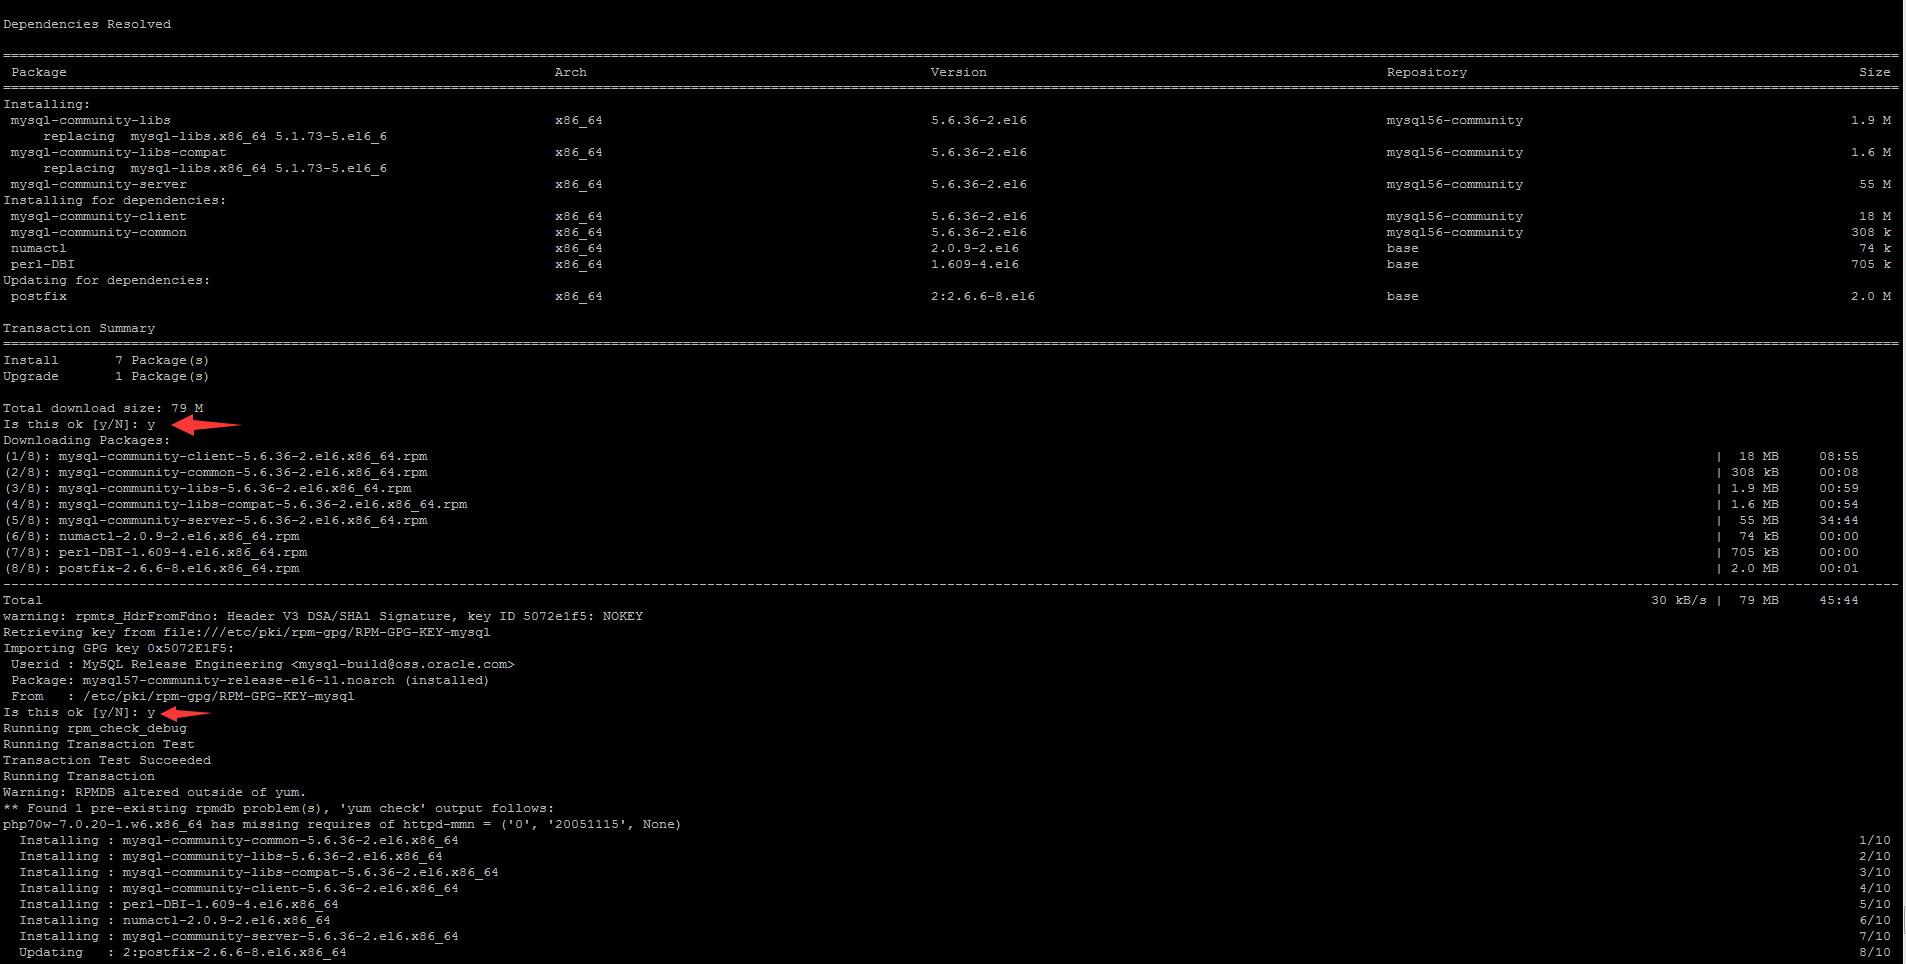 Dependencies Resolved
Package Arch Version Repository Size
Installing:
mysql-community-libs x86_64 5.6.36-2.el6 mysql56-community 1.9 M
replacing mysql-libs.x86_64 5.1.73-5.el6_6
mysql-community-libs-compat x86_64 5.6.36-2.el6 mysql56-community 1.6 M
replacing mysql-libs.x86_64 5.1.73-5.el6_6
mysql-community-server x86_64 5.6.36-2.el6 mysql56-community 55 M
Installing for dependencies:
mysql-community-client x86_64 5.6.36-2.el6 mysql56-community 18 M
mysql-community-common x86_64 5.6.36-2.el6 mysql56-community 308 k
numactl x86_64 2.0.9-2.el6 base 74 k
perl-DBI x86_64 1.609-4.el6 base 705 k
Updating for dependencies:
postfix x86_64 2:2.6.6-8.el6 base 2.0 M
Transaction Summary
Install 7 Package(s)
Upgrade 1 Package(s)
Total download size: 79 M
Is this ok [y/N]: y
Downloading Packages:
(1/8): mysql-community-client-5.6.36-2.el6.x86_64.rpm | 18 MB 08:55
(2/8): mysql-community-common-5.6.36-2.el6.x86_64.rpm | 308 kB 00:08
(3/8): mysql-community-libs-5.6.36-2.el6.x86_64.rpm | 1.9 MB 00:59
(4/8): mysql-community-libs-compat-5.6.36-2.el6.x86_64.rpm | 1.6 MB 00:54
(5/8): mysql-community-server-5.6.36-2.el6.x86_64.rpm | 55 MB 34:44
(6/8): numactl-2.0.9-2.el6.x86_64.rpm | 74 kB 00:00
(7/8): perl-DBI-1.609-4.el6.x86_64.rpm | 705 kB 00:00
(8/8): postfix-2.6.6-8.el6.x86_64.rpm | 2.0 MB 00:01
Total 30 kB/s | 79 MB 45:44
warning: rpmts_HdrFromFdno: Header V3 DSA/SHA1 Signature, key ID 5072e1f5: NOKEY
Retrieving key from file:///etc/pki/rpm-gpg/RPM-GPG-KEY-mysql
Importing GPG key 0x5072E1F5:
Userid : MySQL Release Engineering <mysql-build@oss.oracle.com>
Package: mysql57-community-release-el6-11.noarch (installed)
From : /etc/pki/rpm-gpg/RPM-GPG-KEY-mysql
Is this ok [y/N]: y
Running rpm_check_debug
Running Transaction Test
Transaction Test Succeeded
Running Transaction
Warning: RPMDB altered outside of yum.
** Found 1 pre-existing rpmdb problem(s), 'yum check' output follows:
php70w-7.0.20-1.w6.x86_64 has missing requires of httpd-mmn = ('0', '20051115', None)
Installing : mysql-community-common-5.6.36-2.el6.x86_64 1/10
Installing : mysql-community-libs-5.6.36-2.el6.x86_64 2/10
Installing : mysql-community-libs-compat-5.6.36-2.el6.x86_64 3/10
Installing : mysql-community-client-5.6.36-2.el6.x86_64 4/10
Installing : perl-DBI-1.609-4.el6.x86_64 5/10
Installing : numactl-2.0.9-2.el6.x86_64 6/10
Installing : mysql-community-server-5.6.36-2.el6.x86_64 7/10
Updating : 2:postfix-2.6.6-8.el6.x86_64 8/10